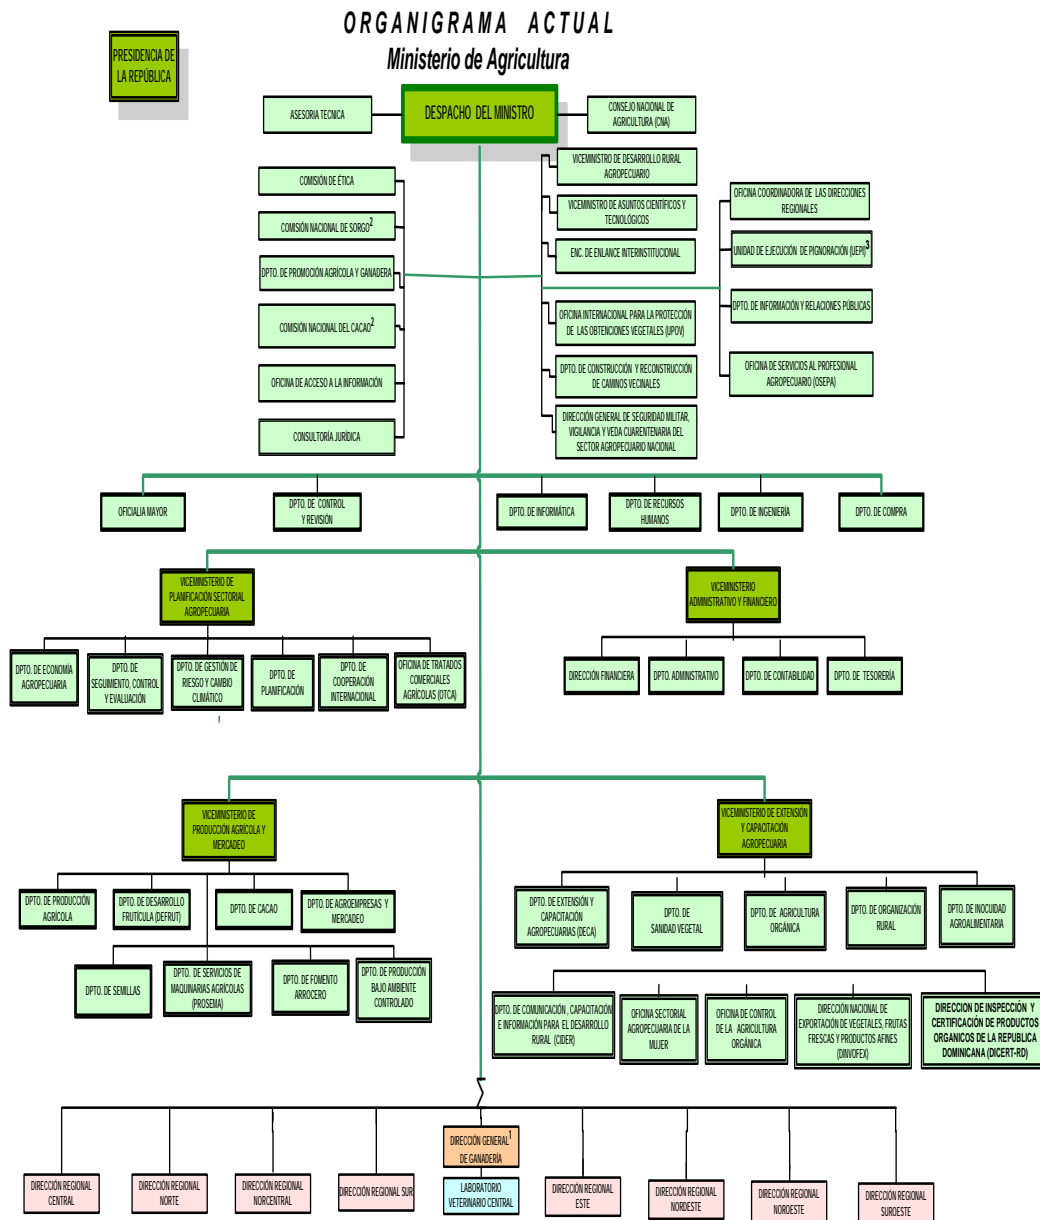 ORGANIGRAMA ACTUAL
Ministerio de Agricultura
PRESIDENCIA DE
LA REPÚBLICA
ASESORIA TECNICA
DESPACHO DEL MINISTRO
CONSEJO NACIONAL DE
AGRICULTURA (CNA)
COMISIÓN DE ÉTICA
COMISIÓN NACIONAL DE SORGO²
DPTO. DE PROMOCIÓN AGRÍCOLA Y GANADERA
COMISIÓN NACIONAL DEL CACAO²
OFICINA DE ACCESO A LA INFORMACIÓN
CONSULTORÍA JURÍDICA
VICEMINISTRO DE DESARROLLO RURAL
AGROPECUARIO
VICEMINISTRO DE ASUNTOS CIENTÍFICOS Y
TECNOLÓGICOS
ENC. DE ENLANCE INTERINSTITUCIONAL
OFICINA INTERNACIONAL PARA LA PROTECCIÓN
DE LAS OBTENCIONES VEGETALES (UPOV)
DPTO. DE CONSTRUCCIÓN Y RECONSTRUCCIÓN
DE CAMINOS VECINALES
DIRECCIÓN GENERAL DE SEGURIDAD MILITAR,
VIGILANCIA Y VEDA CUARENTENARIA DEL
SECTOR AGROPECUARIO NACIONAL
OFICINA COORDINADORA DE LAS DIRECCIONES
REGIONALES
UNIDAD DE EJECUCIÓN DE PIGNORACIÓN (UEPI)³
DPTO. DE INFORMACIÓN Y RELACIONES PÚBLICAS
OFICINA DE SERVICIOS AL PROFESIONAL
AGROPECUARIO (OSEPA)
OFICIALIA MAYOR
DPTO. DE CONTROL
Y REVISIÓN
DPTO. DE INFORMÁTICA
DPTO. DE RECURSOS
HUMANOS
DPTO. DE INGENIERÍA
DPTO. DE COMPRA
VICEMINISTERIO DE
PLANIFICACIÓN SECTORIAL
AGROPECUARIA
VICEMINISTERIO
ADMINISTRATIVO Y FINANCIERO
DPTO. DE ECONOMÍA
AGROPECUARIA
DPTO. DE
SEGUIMIENTO, CONTROL
Y EVALUACIÓN
DPTO. DE GESTIÓN DE
RIESGO Y CAMBIO
CLIMÁTICO
DPTO. DE
PLANIFICACIÓN
DPTO. DE
COOPERACIÓN
INTERNACIONAL
OFICINA DE TRATADOS
COMERCIALES
AGRÍCOLAS (OTCA)
DIRECCIÓN FINANCIERA
DPTO. ADMINISTRATIVO
DPTO. DE CONTABILIDAD
DPTO. DE TESORERÍA
VICEMINISTERIO DE
PRODUCCIÓN AGRÍCOLA Y
MERCADEO
VICEMINISTERIO DE EXTENSIÓN
Y CAPACITACIÓN
AGROPECUARIA
DPTO. DE PRODUCCIÓN
AGRÍCOLA
DPTO. DE DESARROLLO
FRUTÍCULA (DEFRUT)
DPTO. DE CACAO
DPTO. DE AGROEMPRESAS Y
MERCADEO
DPTO. DE SEMILLAS
DPTO. DE SERVICIOS DE
MAQUINARIAS AGRÍCOLAS
(PROSEMA)
DPTO. DE FOMENTO
ARROCERO
DPTO. DE PRODUCCIÓN
BAJO AMBIENTE
CONTROLADO
DPTO. DE EXTENSIÓN Y
CAPACITACIÓN
AGROPECUARIAS (DECA)
DPTO. DE
SANIDAD VEGETAL
DPTO. DE AGRICULTURA
ORGÁNICA
DPTO. DE ORGANIZACIÓN
RURAL
DPTO. DE INOCUIDAD
AGROALIMENTARIA
DPTO. DE COMUNICACIÓN , CAPACITACIÓN
E INFORMACIÓN PARA EL DESARROLLO
RURAL (CIDER)
OFICINA SECTORIAL
AGROPECUARIA DE LA
MUJER
OFICINA DE CONTROL
DE LA AGRICULTURA
ORGÁNICA
DIRECCIÓN NACIONAL DE
EXPORTACIÓN DE VEGETALES, FRUTAS
FRESCAS Y PRODUCTOS AFINES
(DINVOFEX)
DIRECCION DE INSPECCIÓN Y
CERTIFICACIÓN DE PRODUCTOS
ORGANICOS DE LA REPUBLICA
DOMINICANA (DICERT-RD)
DIRECCIÓN REGIONAL
CENTRAL
DIRECCIÓN REGIONAL
NORTE
DIRECCIÓN REGIONAL
NORCENTRAL
DIRECCIÓN REGIONAL SUR
DIRECCIÓN GENERAL¹
DE GANADERÍA
LABORATORIO
VETERINARIO CENTRAL
DIRECCIÓN REGIONAL
ESTE
DIRECCIÓN REGIONAL
NORDESTE
DIRECCIÓN REGIONAL
NOROESTE
DIRECCIÓN REGIONAL
SUROESTE